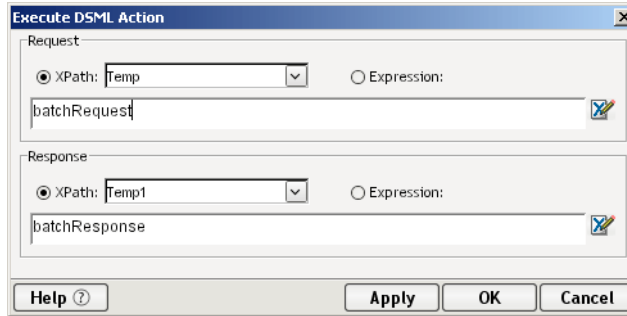 Execute DSML Action
Request
XPath: Temp Expression:
batchRequest
Response
XPath: Temp1 Expression:
batchResponse
Help ? Apply OK Cancel